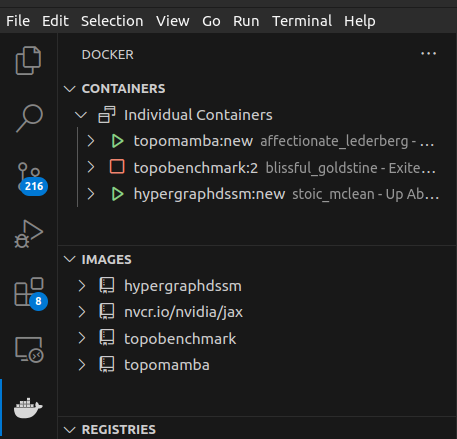 File Edit Selection View Go Run Terminal Help
DOCKER
CONTAINERS
Individual Containers
topomamba:new affectionate_lederberg - ...
topobenchmark:2 blissful_goldstine - Exite...
hypergraphdssm:new stoic_mclean - Up Ab...
216
IMAGES
hypergraphdssm
8
nvcr.io/nvidia/jax
topobenchmark
topomamba
REGISTRIES